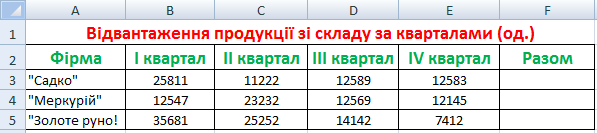 A B C D E F
1 Відвантаження продукції зі складу за кварталами (од.)
2 Фірма I квартал II квартал III квартал IV квартал Разом
3 "Садко" 25811 11222 12589 12583
4 "Меркурій" 12547 23232 12569 12145
5 "Золоте руно! 35681 25252 14142 7412